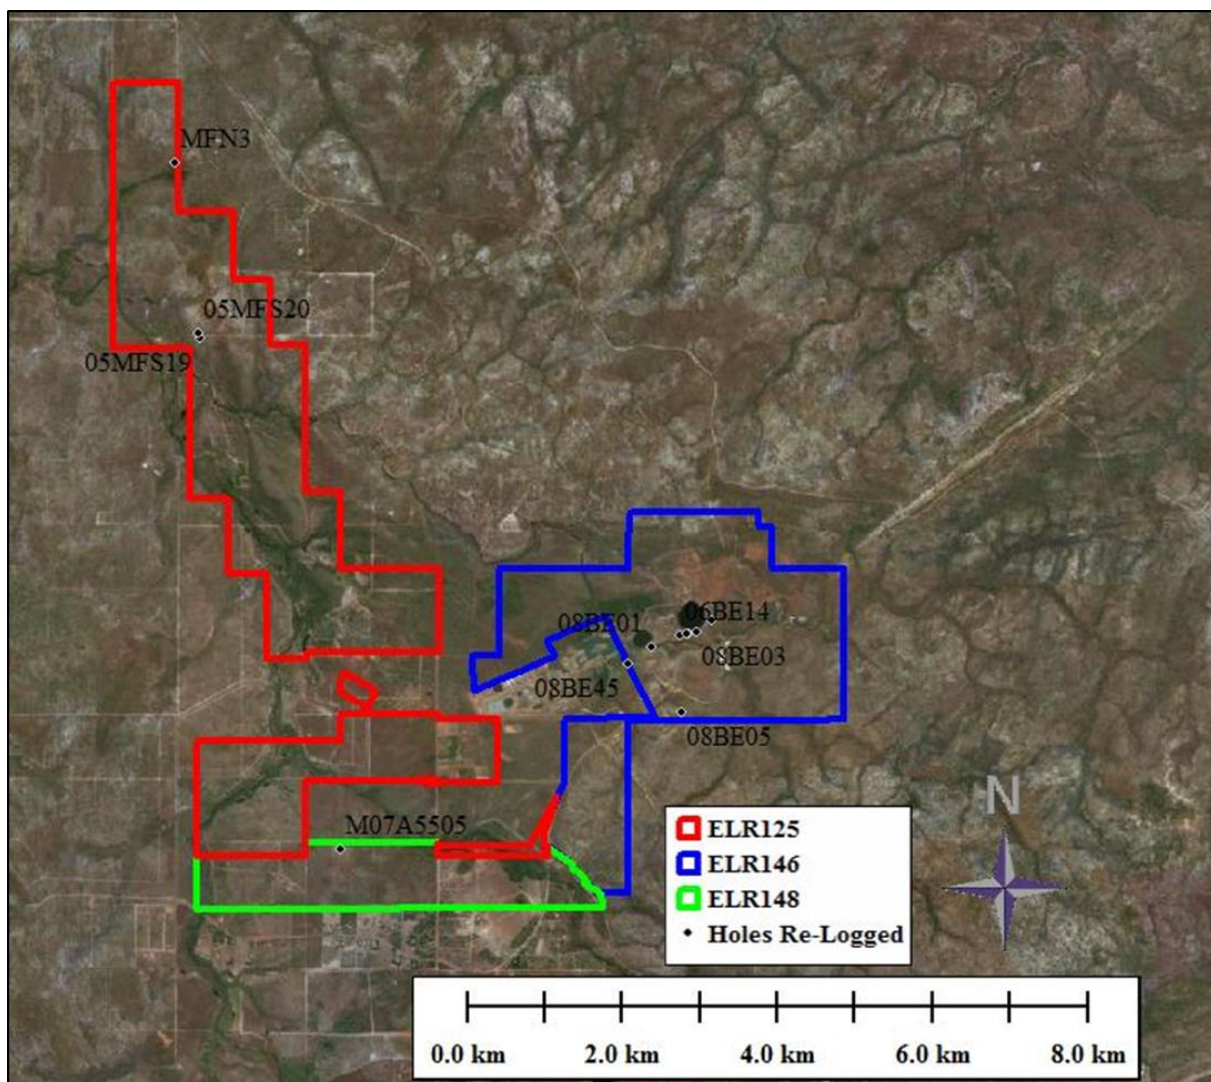 MFN3
05MFS20
05MFS19
08BE01
06BE14
08BE03
08BE45
08BE05
M07A5505
N
ELR125
ELR146
ELR148
Holes Re-Logged
0.0 km 2.0 km 4.0 km 6.0 km 8.0 km